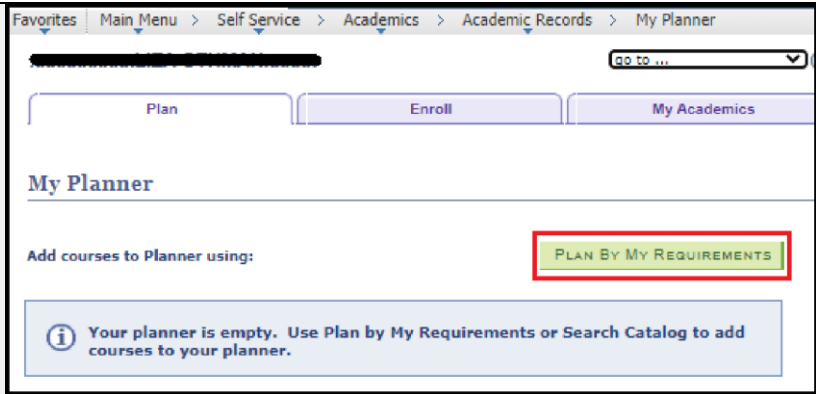 Favorites Main Menu > Self Service > Academics > Academic Records > My Planner
go to ...
Plan Enroll My Academics
My Planner
Add courses to Planner using: PLAN BY MY REQUIREMENTS
Your planner is empty. Use Plan by My Requirements or Search Catalog to add
courses to your planner.